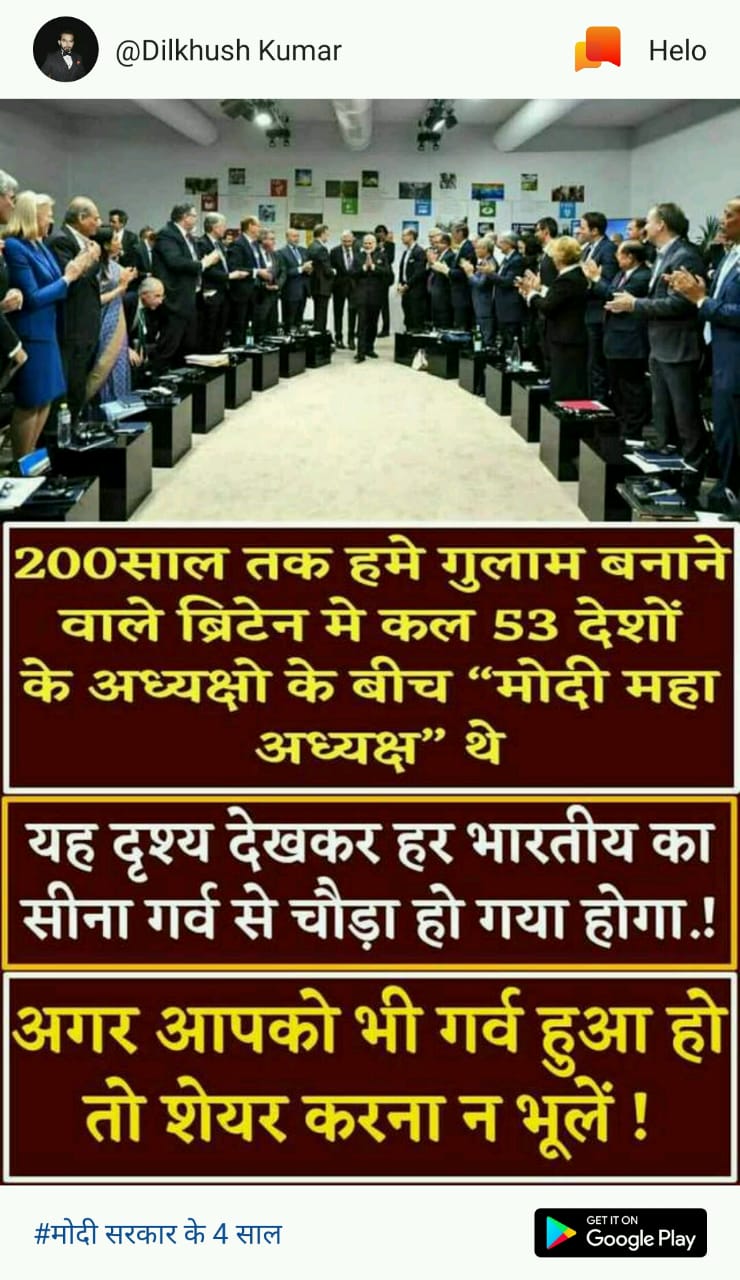 @Dilkhush Kumar
Helo
200साल तक हमे गुलाम बनाने
वाले ब्रिटेन मे कल 53 देशों
के अध्यक्षो के बीच “मोदी महा
अध्यक्ष” थे
यह दृश्य देखकर हर भारतीय का
सीना गर्व से चौड़ा हो गया होगा.!
अगर आपको भी गर्व हुआ हो
तो शेयर करना न भूलें !
#मोदी सरकार के 4 साल
GET IT ON
Google Play